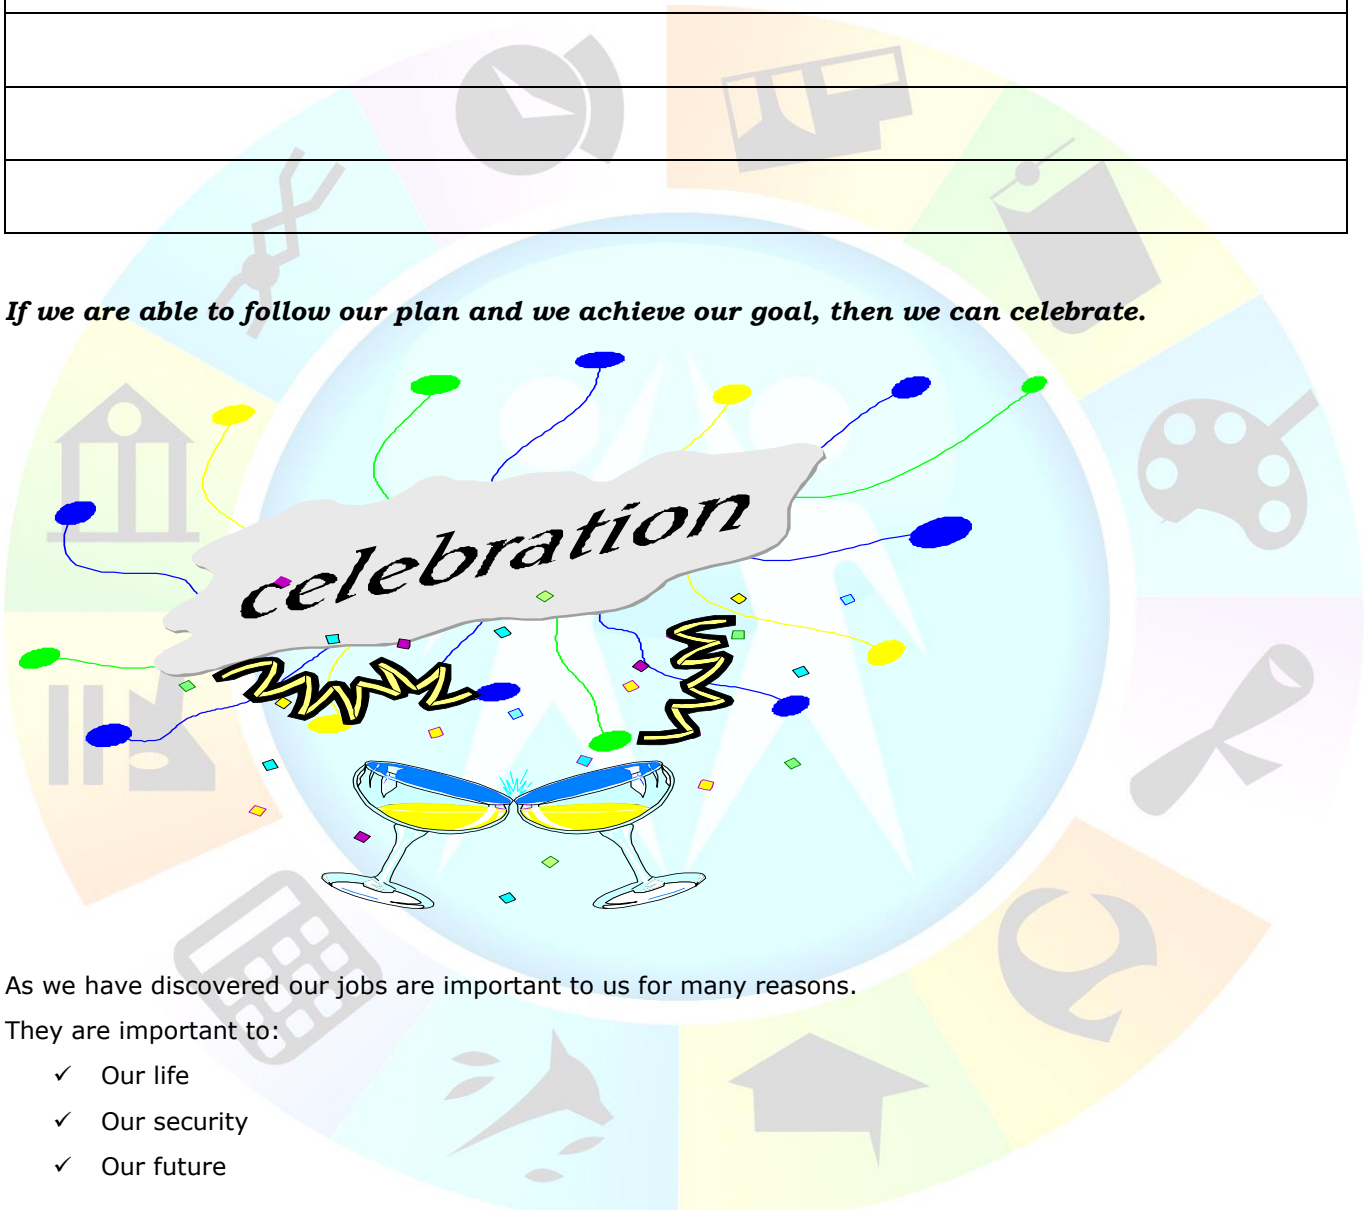 If we are able to follow our plan and we achieve our goal, then we can celebrate.
celebration
As we have discovered our jobs are important to us for many reasons.
They are important to:
✓ Our life
✓ Our security
✓ Our future